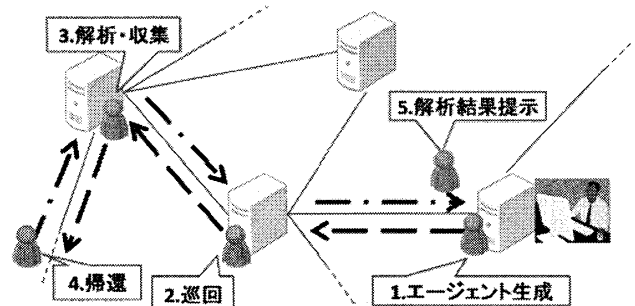 3.解析・収集
5.解析結果提示
4.帰還
2.巡回
1.エージェント生成